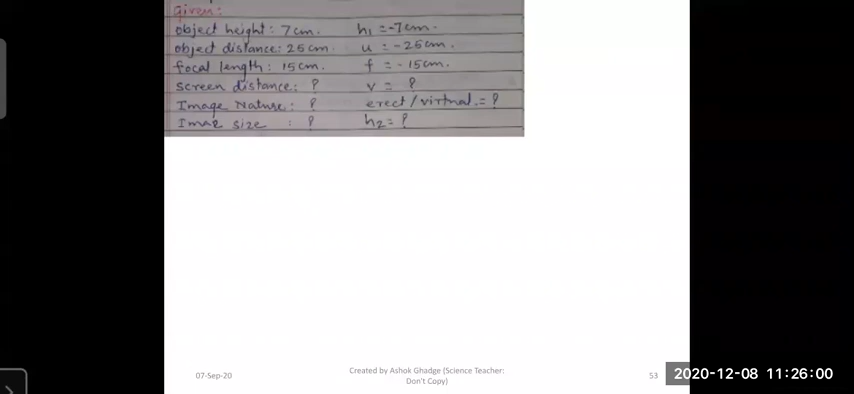 given:
object height: 7cm. h₁ = -7cm.
object distance: 25cm. u = -25cm.
focal length: 15cm. f = -15cm.
screen distance: ? v = ?
Image Nature: ? erect/virtual. = ?
Imag size : ? h₂ = ?
07-Sep-20
Created by Ashok Ghadge (Science Teacher:
Don't Copy)
53
2020-12-08 11:26:00